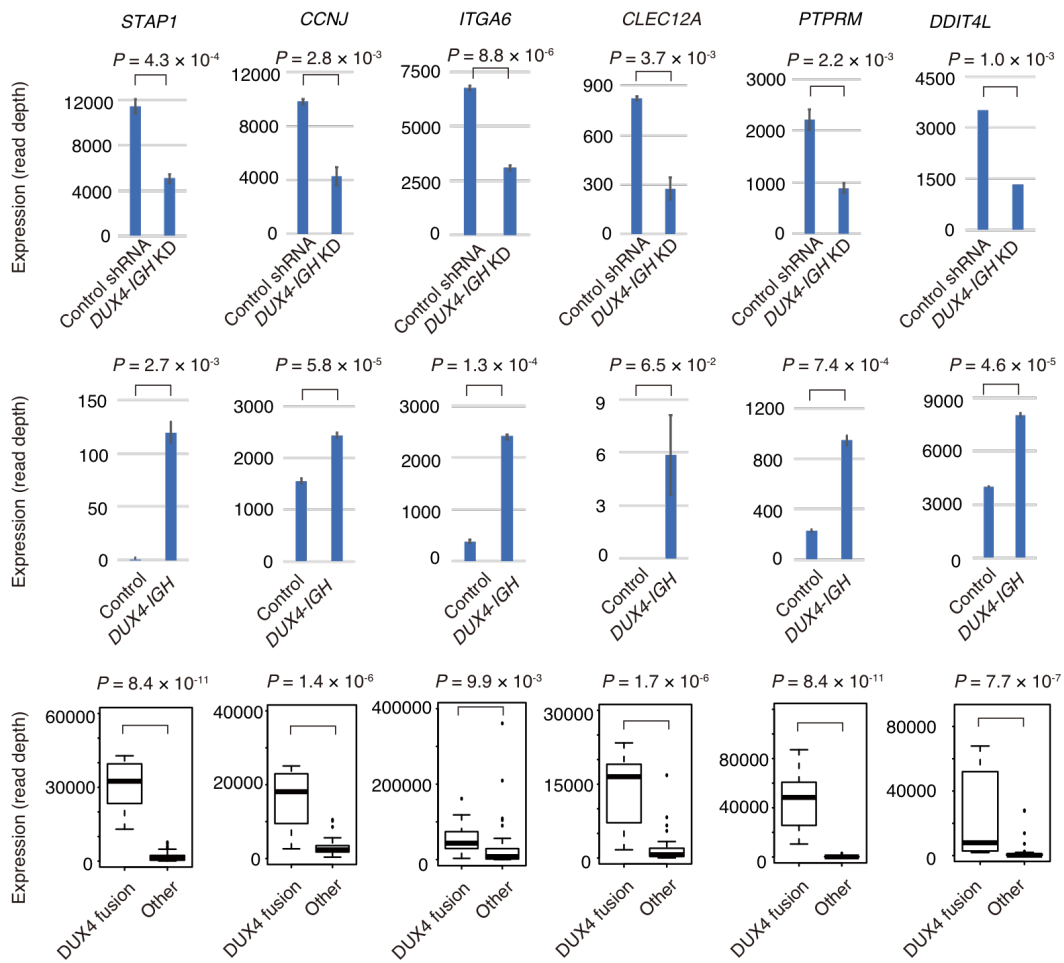 STAP1 CCNJ ITGA6 CLEC12A PTPRM DDIT4L
P = 4.3 × 10-4 P = 2.8 × 10-3 P = 8.8 × 10-6 P = 3.7 × 10-3 P = 2.2 × 10-3 P = 1.0 × 10-3
Expression (read depth)
12000
8000
4000
0
Control shRNA
DUX4-IGH KD
12000
8000
4000
0
Control shRNA
DUX4-IGH KD
7500
5000
2500
0
Control shRNA
DUX4-IGH KD
900
600
300
0
Control shRNA
DUX4-IGH KD
3000
2000
1000
0
Control shRNA
DUX4-IGH KD
4500
3000
1500
0
Control shRNA
DUX4-IGH KD
P = 2.7 × 10-3 P = 5.8 × 10-5 P = 1.3 × 10-4 P = 6.5 × 10-2 P = 7.4 × 10-4 P = 4.6 × 10-5
Expression (read depth)
150
100
50
0
Control
DUX4-IGH
3000
2000
1000
0
Control
DUX4-IGH
3000
2000
1000
0
Control
DUX4-IGH
9
6
3
0
Control
DUX4-IGH
1200
800
400
0
Control
DUX4-IGH
9000
6000
3000
0
Control
DUX4-IGH
P = 8.4 × 10-11 P = 1.4 × 10-6 P = 9.9 × 10-3 P = 1.7 × 10-6 P = 8.4 × 10-11 P = 7.7 × 10-7
Expression (read depth)
60000
30000
0
DUX4 fusion
Other
40000
20000
0
DUX4 fusion
Other
400000
200000
0
DUX4 fusion
Other
30000
15000
0
DUX4 fusion
Other
80000
40000
0
DUX4 fusion
Other
80000
40000
0
DUX4 fusion
Other